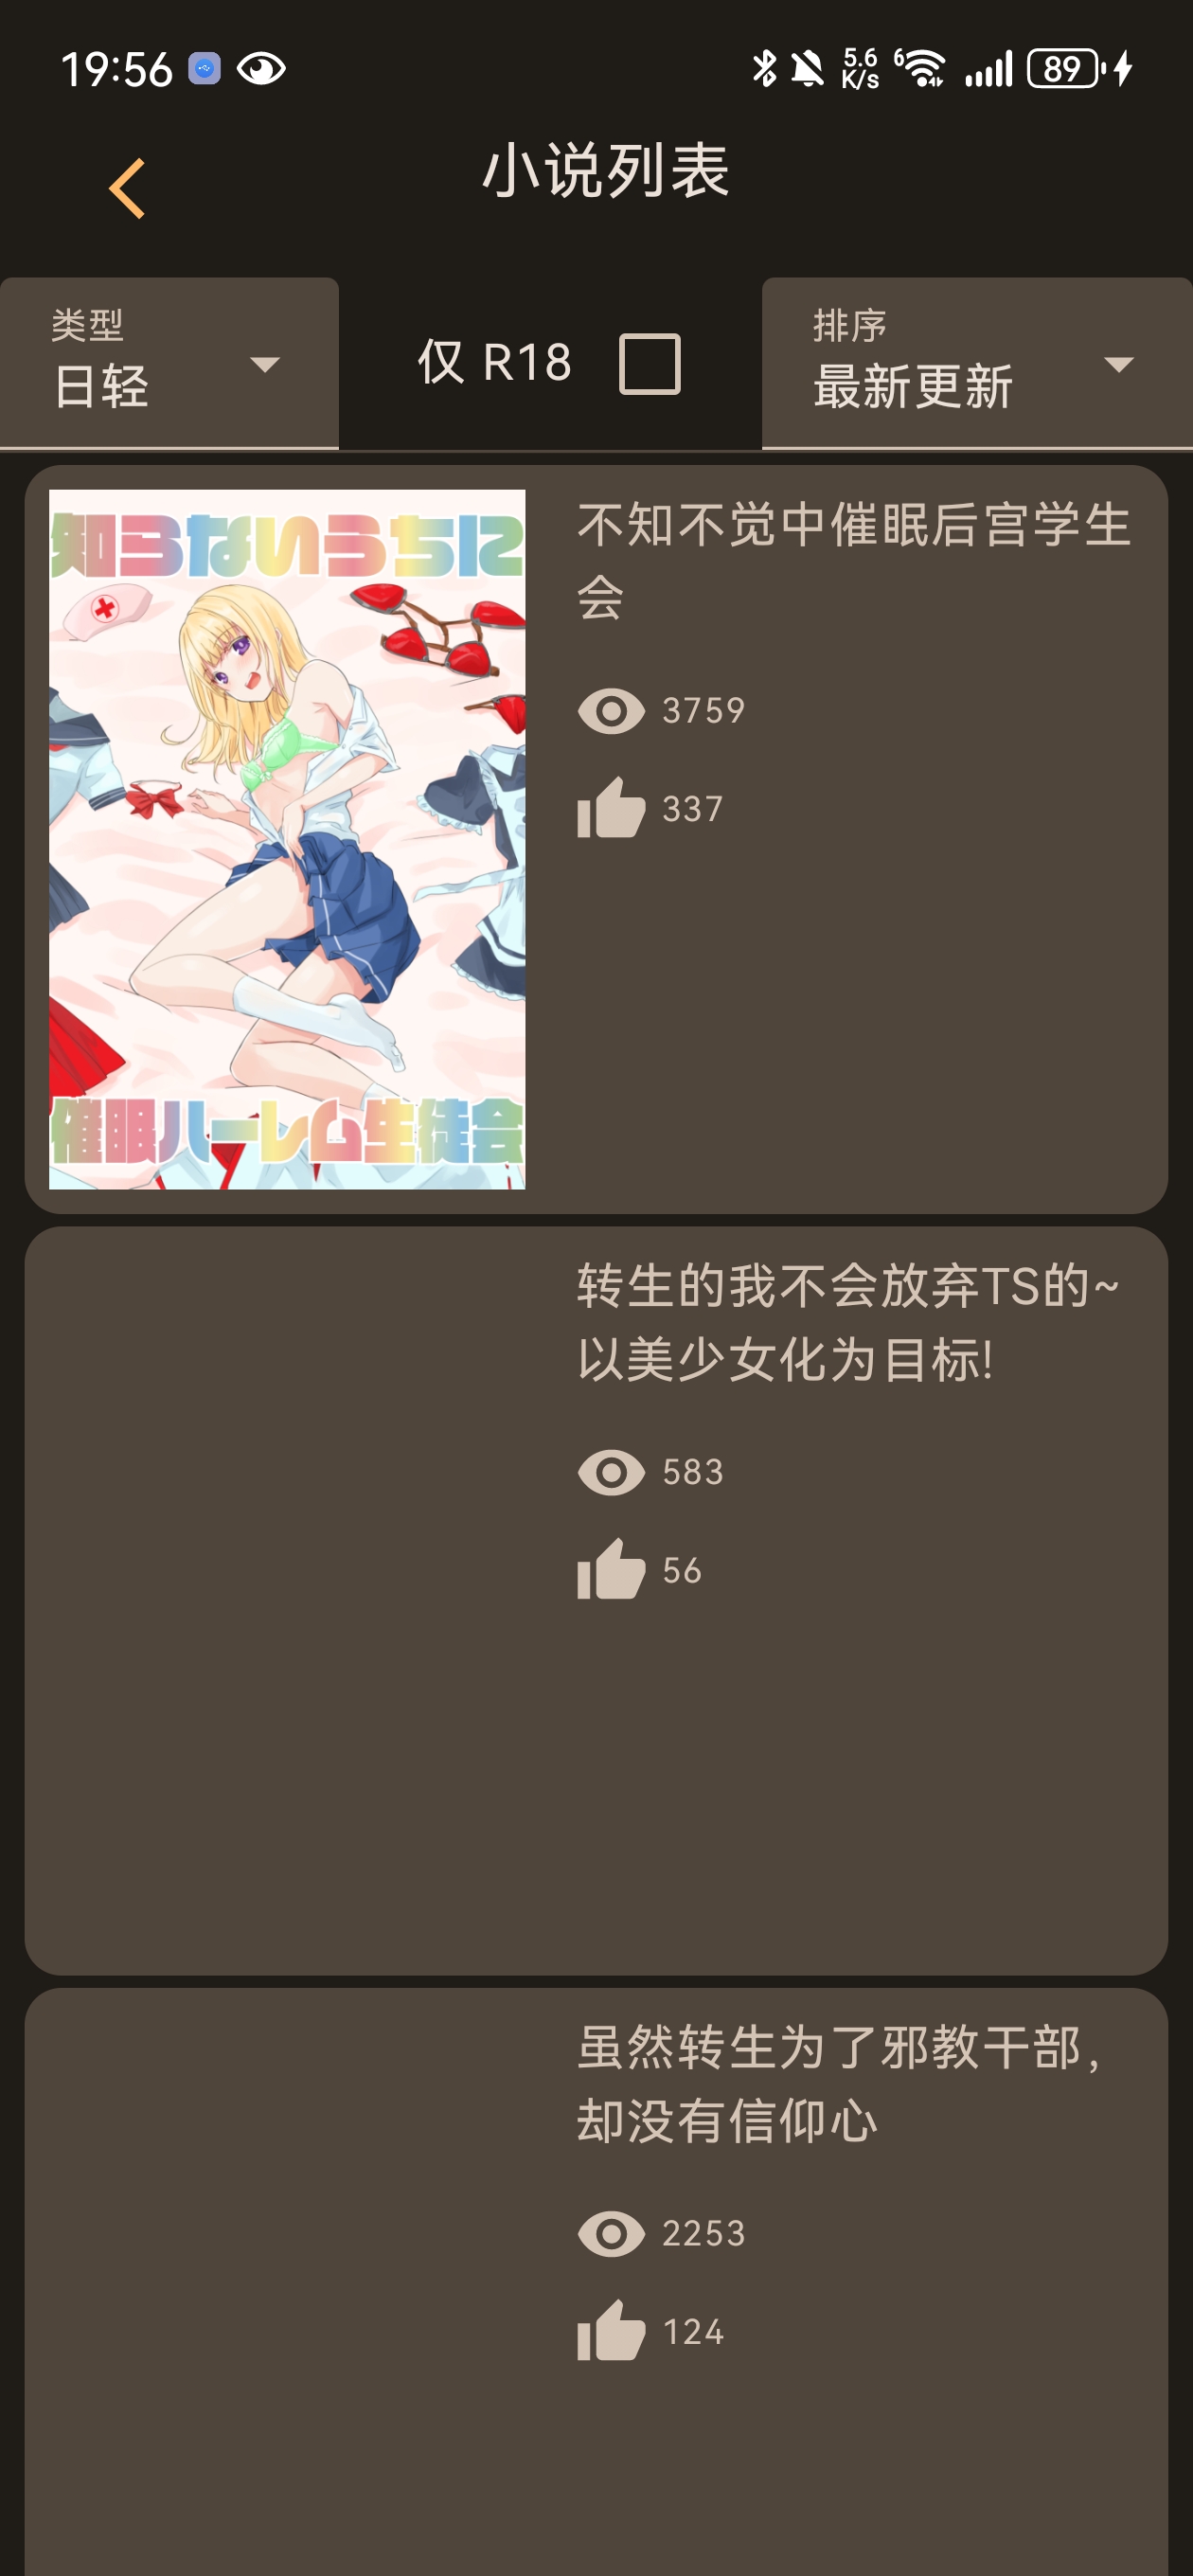 19:56
5.6
K/s
6
89
小说列表
类型
日轻
仅 R18
排序
最新更新
知らないうちに
催眠ハーレム生徒会
不知不觉中催眠后宫学生
会
3759
337
转生的我不会放弃TS的~
以美少女化为目标!
583
56
虽然转生为了邪教干部,
却没有信仰心
2253
124